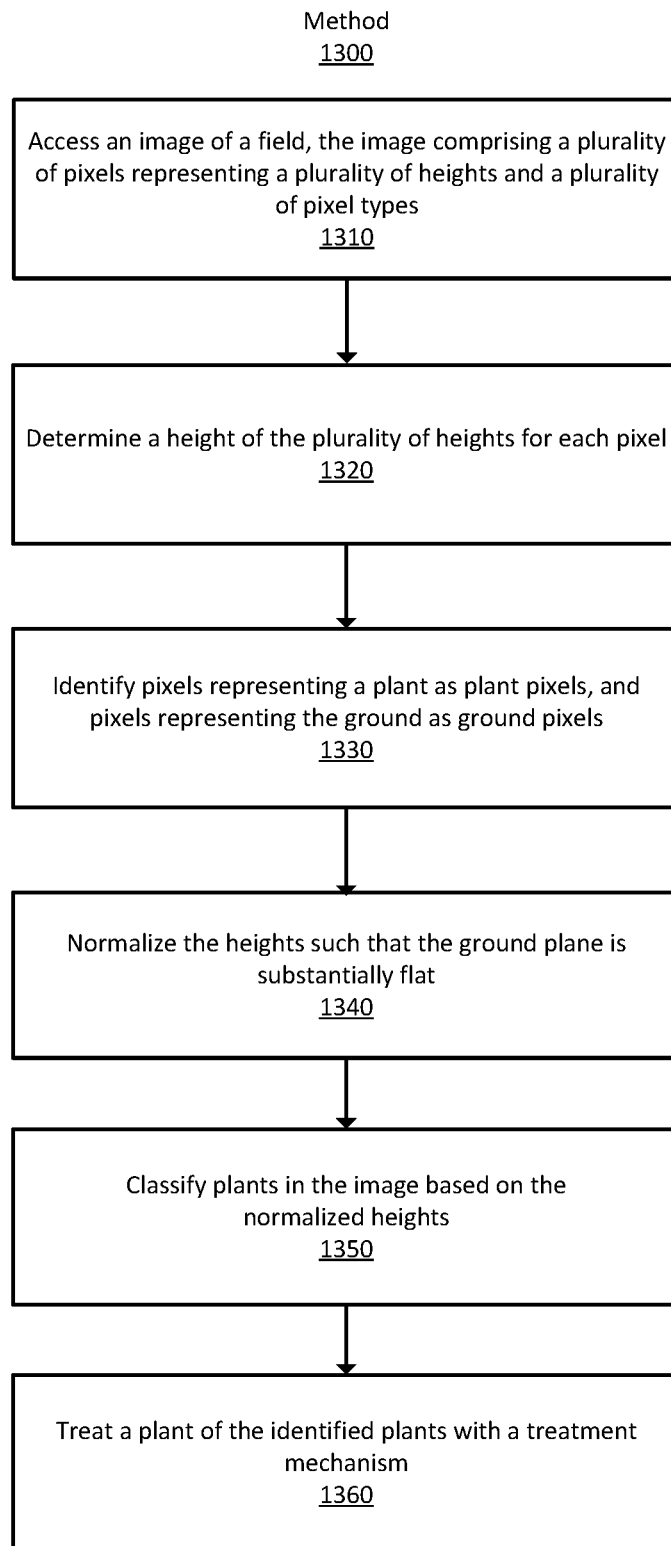 Method
1300
Access an image of a field, the image comprising a plurality
of pixels representing a plurality of heights and a plurality
of pixel types
1310
Determine a height of the plurality of heights for each pixel
1320
Identify pixels representing a plant as plant pixels, and
pixels representing the ground as ground pixels
1330
Normalize the heights such that the ground plane is
substantially flat
1340
Classify plants in the image based on the
normalized heights
1350
Treat a plant of the identified plants with a treatment
mechanism
1360